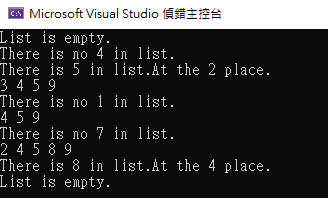 Microsoft Visual Studio 偵錯主控台
List is empty.
There is no 4 in list.
There is 5 in list.At the 2 place.
3 4 5 9
There is no 1 in list.
4 5 9
There is no 7 in list.
2 4 5 8 9
There is 8 in list.At the 4 place.
List is empty.